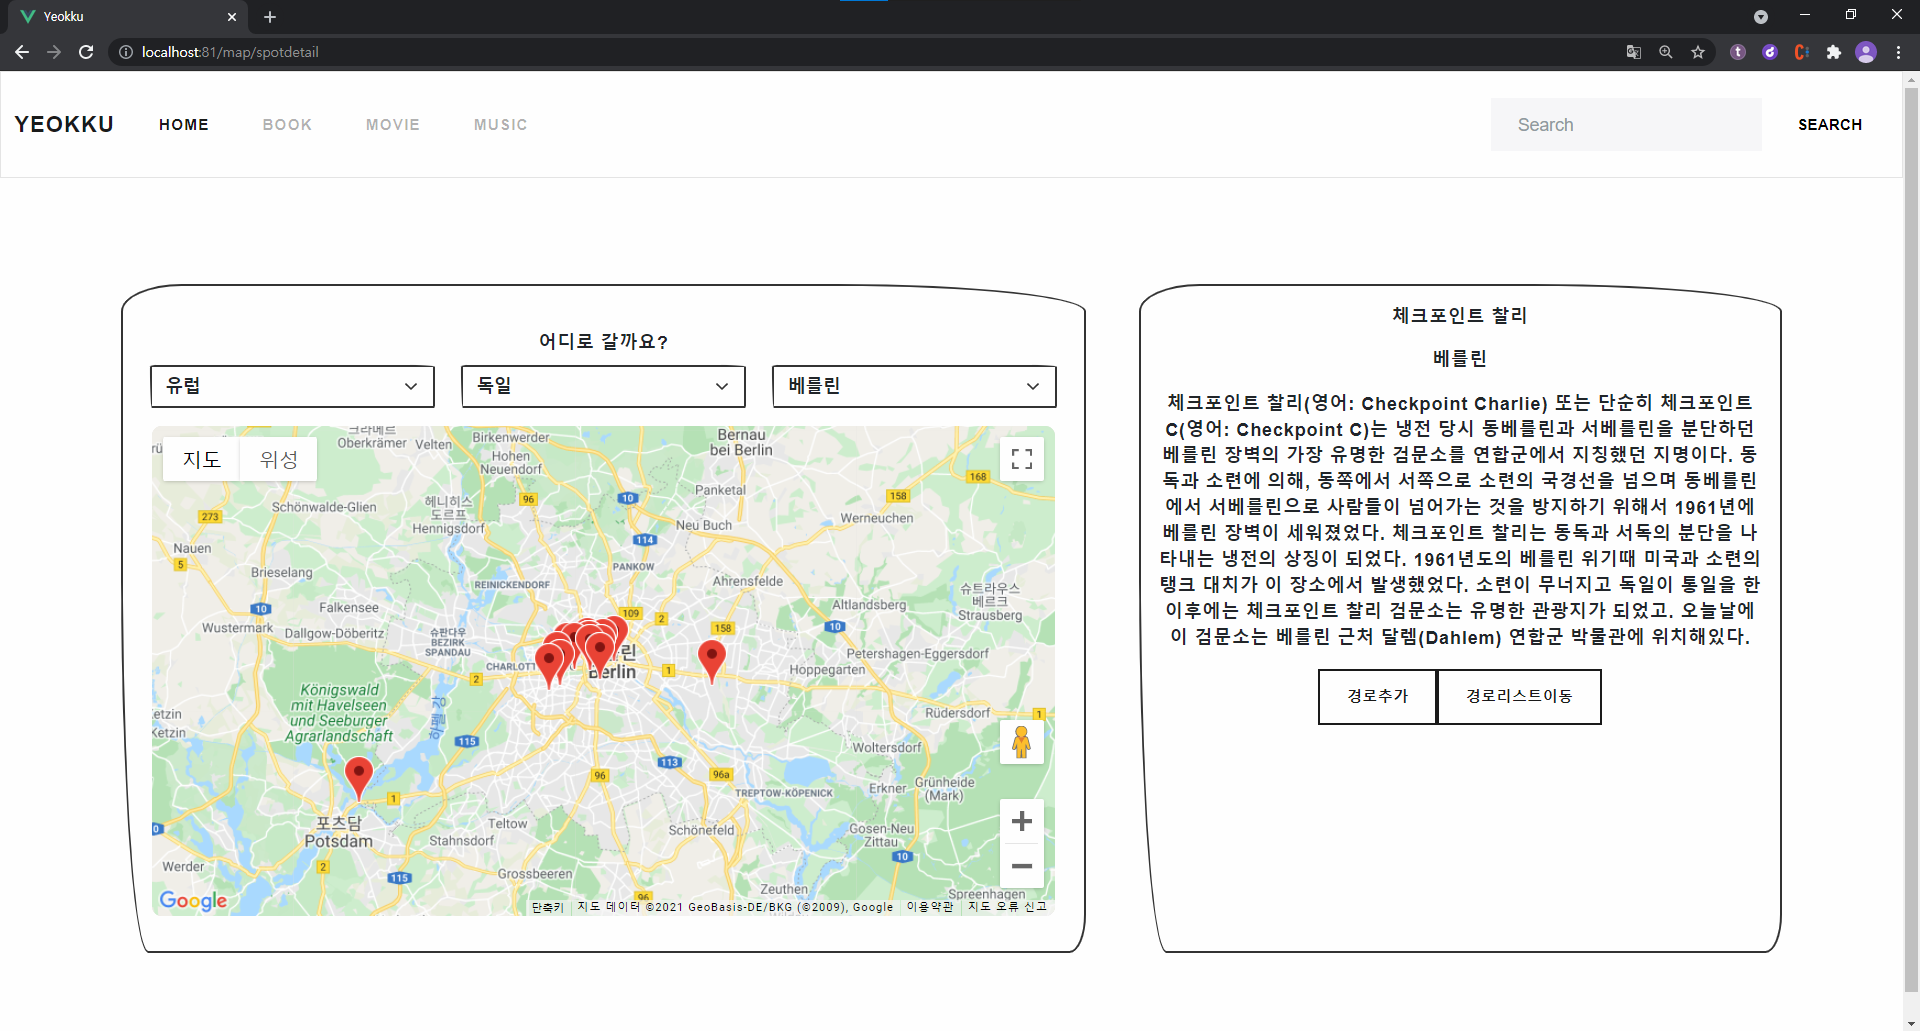 Yeokku
localhost:81/map/spotdetail
YEOKKU
HOME
BOOK
MOVIE
MUSIC
Search
SEARCH
어디로 갈까요?
유럽
독일
베를린
지도
위성
크라메르
Oberkrämer
Velten
Birkenwerder
Hohen
Neuendorf
Bernau
bei Berlin
168
96
10
158
Panketal
273
Schönwalde-Glien
헤니히스
도르프
Hennigsdorf
Neu Buch
Werneuchen
114
Nauen
5
PANKOW
Brieselang
REINICKENDORF
Ahrensfelde
슈트라우스
베르크
Strausberg
10
Falkensee
Altlandsberg
109
2
158
10
Wustermark
Dallgow-Döberitz
슈판다우
BEZIRK
SPANDAU
CHARLOTT
린
Berlin
1
Petershagen-Eggersdorf
Hoppegarten
2
Königswald
mit Havelseen
und Seeburger
Agrarlandschaft
하펠 강
etzin
Ketzin
Rüdersdorf
1
115
Woltersdorf
113
96
96a
Grünheide
(Mark)
Erkner
TREPTOW-KÖPENICK
1
포츠담
Potsdam
Teltow
Stahnsdorf
Schönefeld
Gosen-Neu
Zittau
10
Werder
2
115
Grossbeeren
Zeuthen
96
Spreenhagen
Google
단축키
지도 데이터 ©2021 GeoBasis-DE/BKG (©2009), Google
이용약관
지도 오류 신고
체크포인트 찰리
베를린
체크포인트 찰리(영어: Checkpoint Charlie) 또는 단순히 체크포인트
C(영어: Checkpoint C)는 냉전 당시 동베를린과 서베를린을 분단하던
베를린 장벽의 가장 유명한 검문소를 연합군에서 지칭했던 지명이다. 동
독과 소련에 의해, 동쪽에서 서쪽으로 소련의 국경선을 넘으며 동베를린
에서 서베를린으로 사람들이 넘어가는 것을 방지하기 위해서 1961년에
베를린 장벽이 세워졌었다. 체크포인트 찰리는 동독과 서독의 분단을 나
타내는 냉전의 상징이 되었다. 1961년도의 베를린 위기때 미국과 소련의
탱크 대치가 이 장소에서 발생했었다. 소련이 무너지고 독일이 통일을 한
이후에는 체크포인트 찰리 검문소는 유명한 관광지가 되었고. 오늘날에
이 검문소는 베를린 근처 달렘(Dahlem) 연합군 박물관에 위치해있다.
경로추가
경로리스트이동